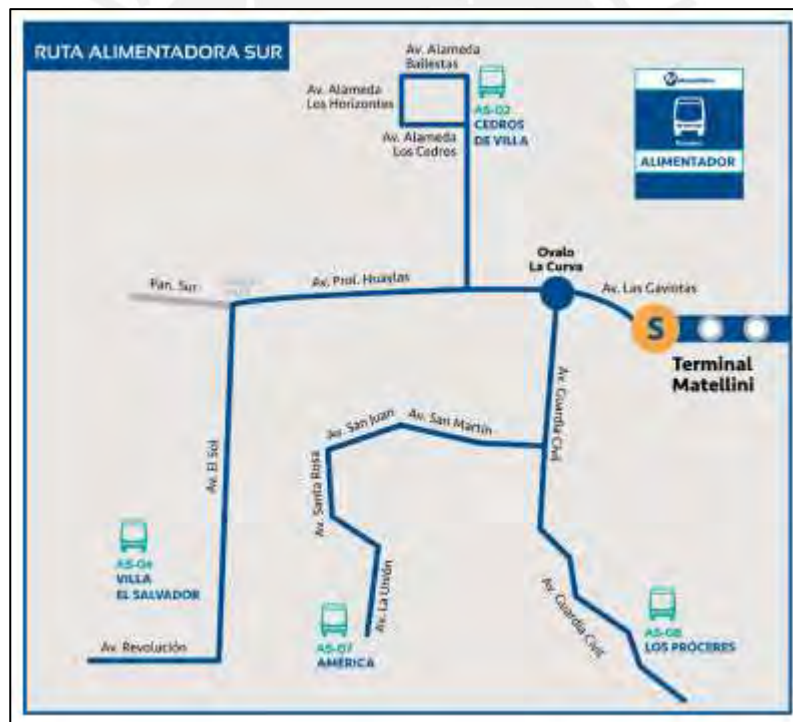 RUTA ALIMENTADORA SUR
Av. Alameda
Ballestas
Av. Alameda
Los Horizontes
AS-02
CEDROS
DE VILLA
Av. Alameda
Los Cedros
ALIMENTADOR
Ovalo
La Curva
Pan. Sur
Av. Prol. Huaylas
Av. Las Gaviotas
S
Terminal
Matellini
Av. Guardia Civil
Av. San Juan
Av. San Martín
Av. El Sol
Av. Santa Rosa
AS-04
VILLA
EL SALVADOR
Av. La Unión
Av. Guardia Civil
AS-07
AMÉRICA
AS-08
LOS PRÓCERES
Av. Revolución